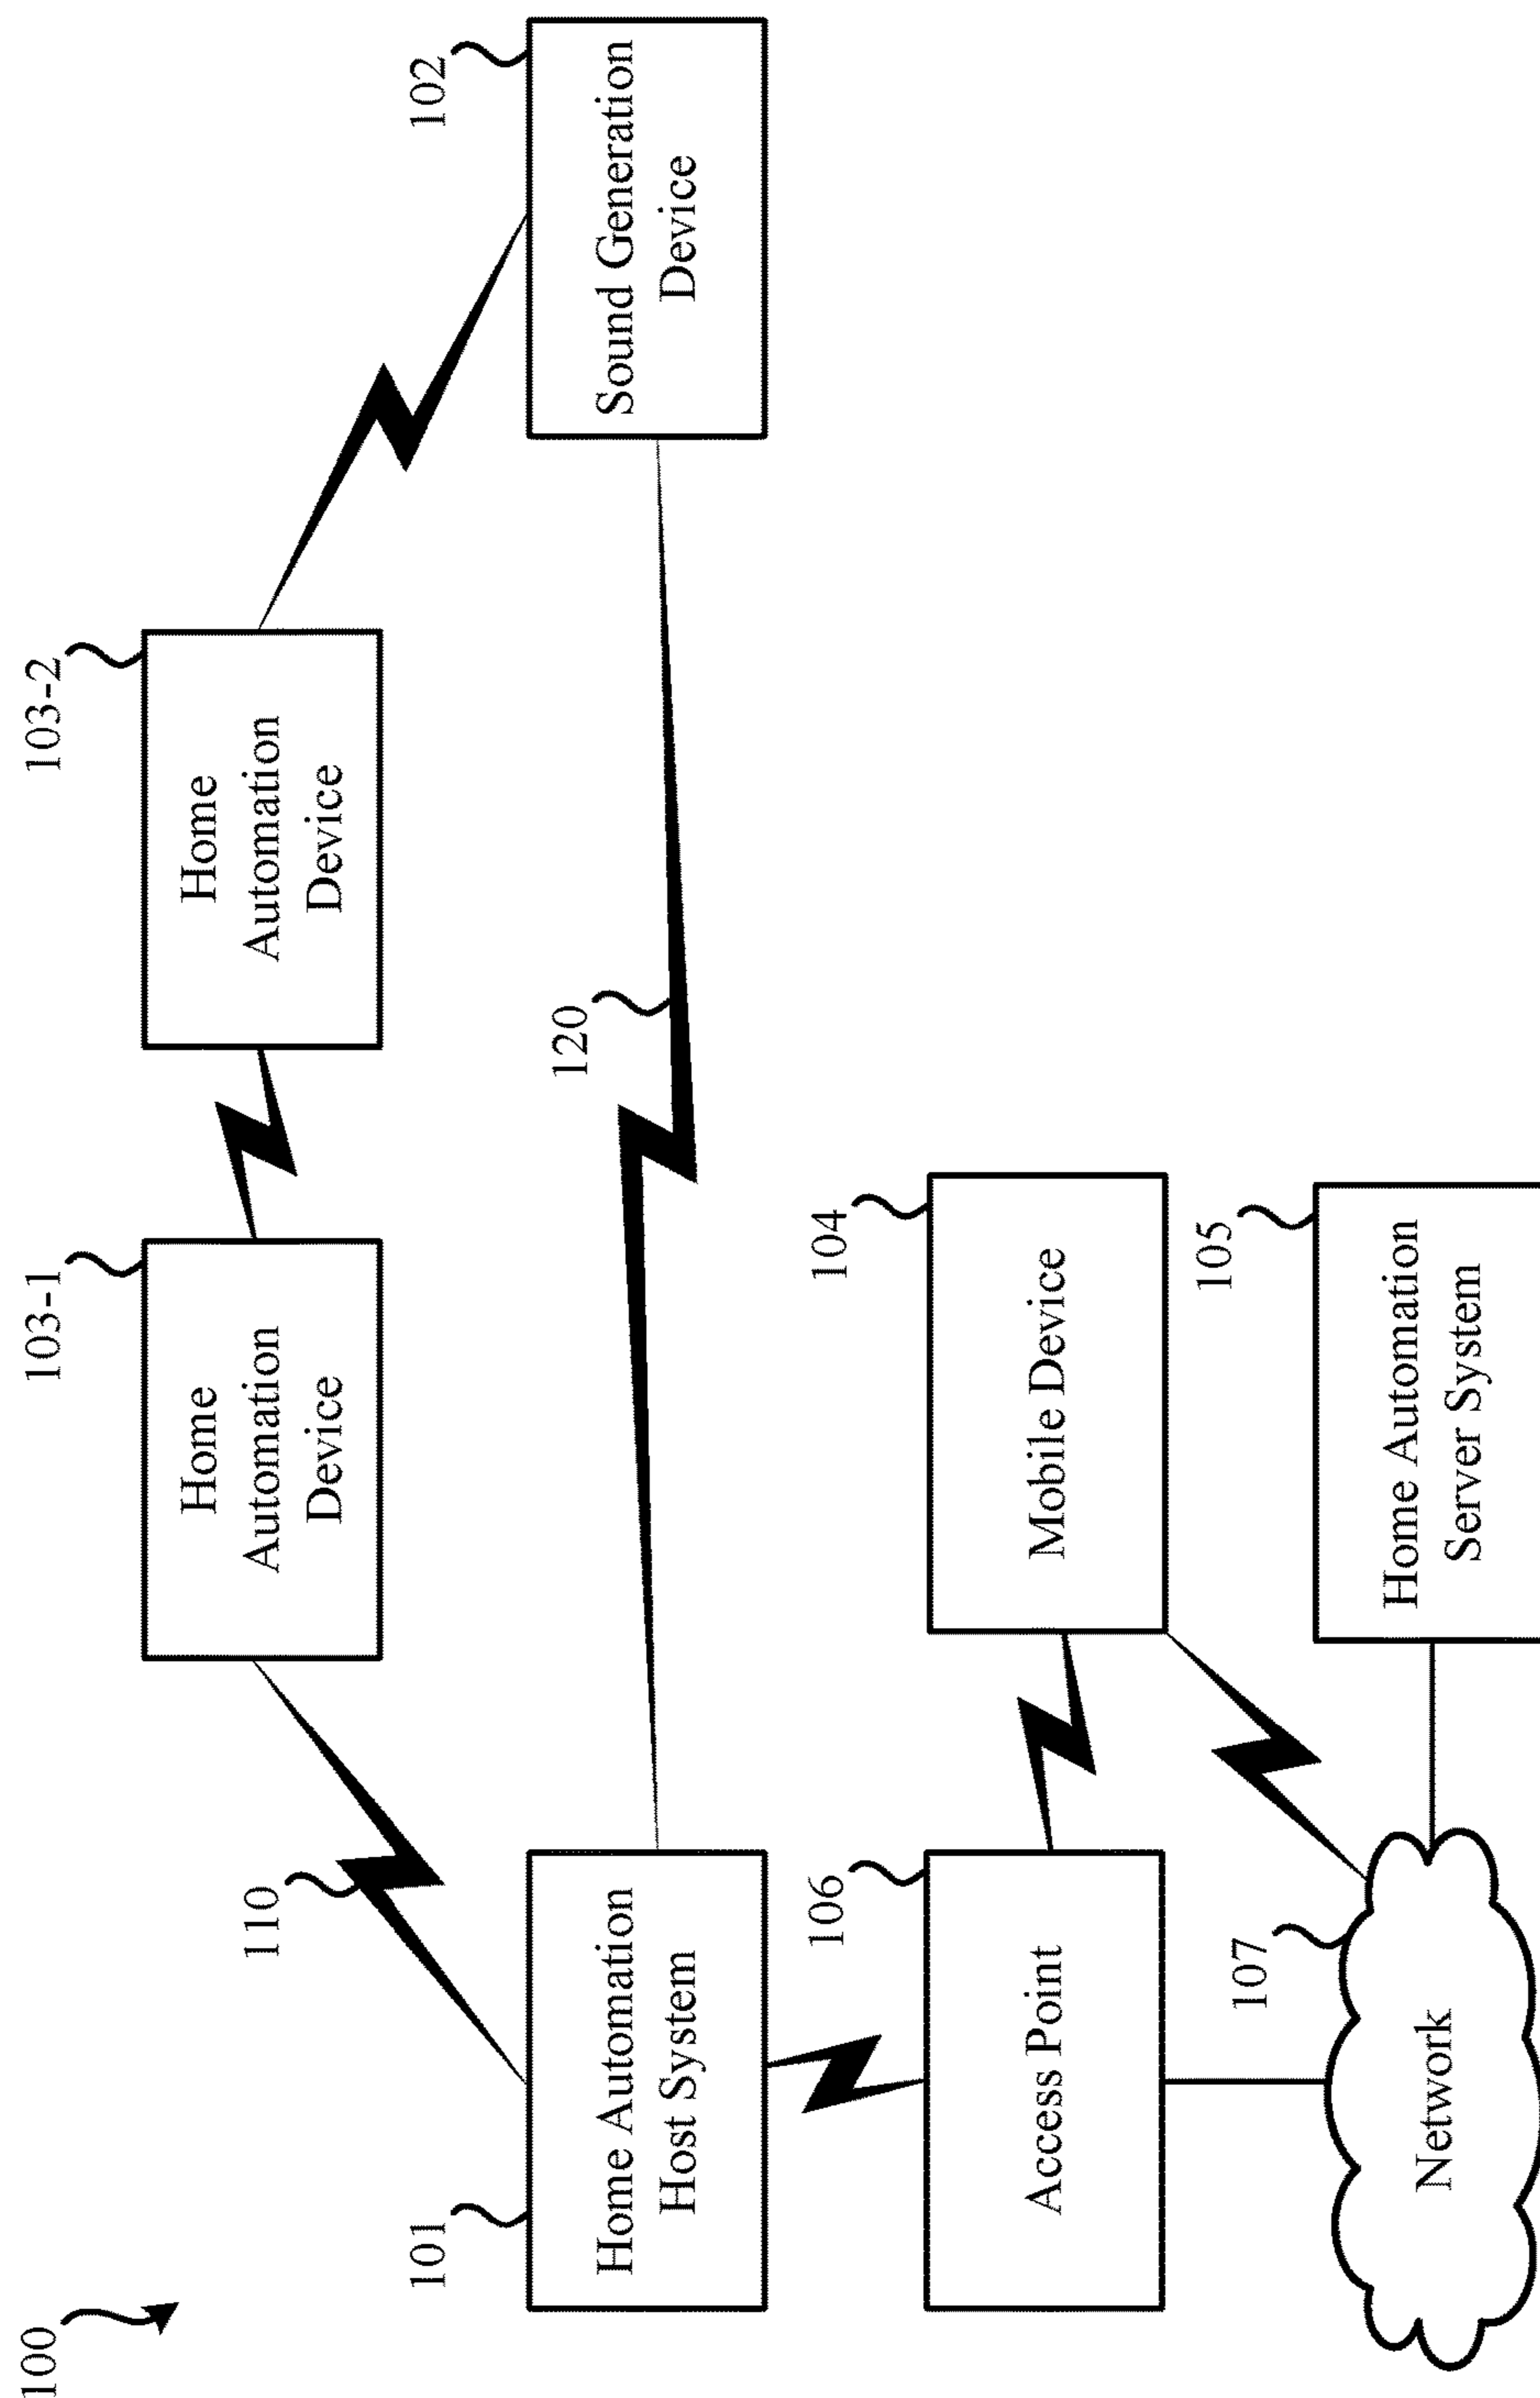 100
103-1
Home
Automation
Device
103-2
Home
Automation
Device
110
101
Home Automation
Host System
120
102
Sound Generation
Device
106
Access Point
104
Mobile Device
107
Network
105
Home Automation
Server System